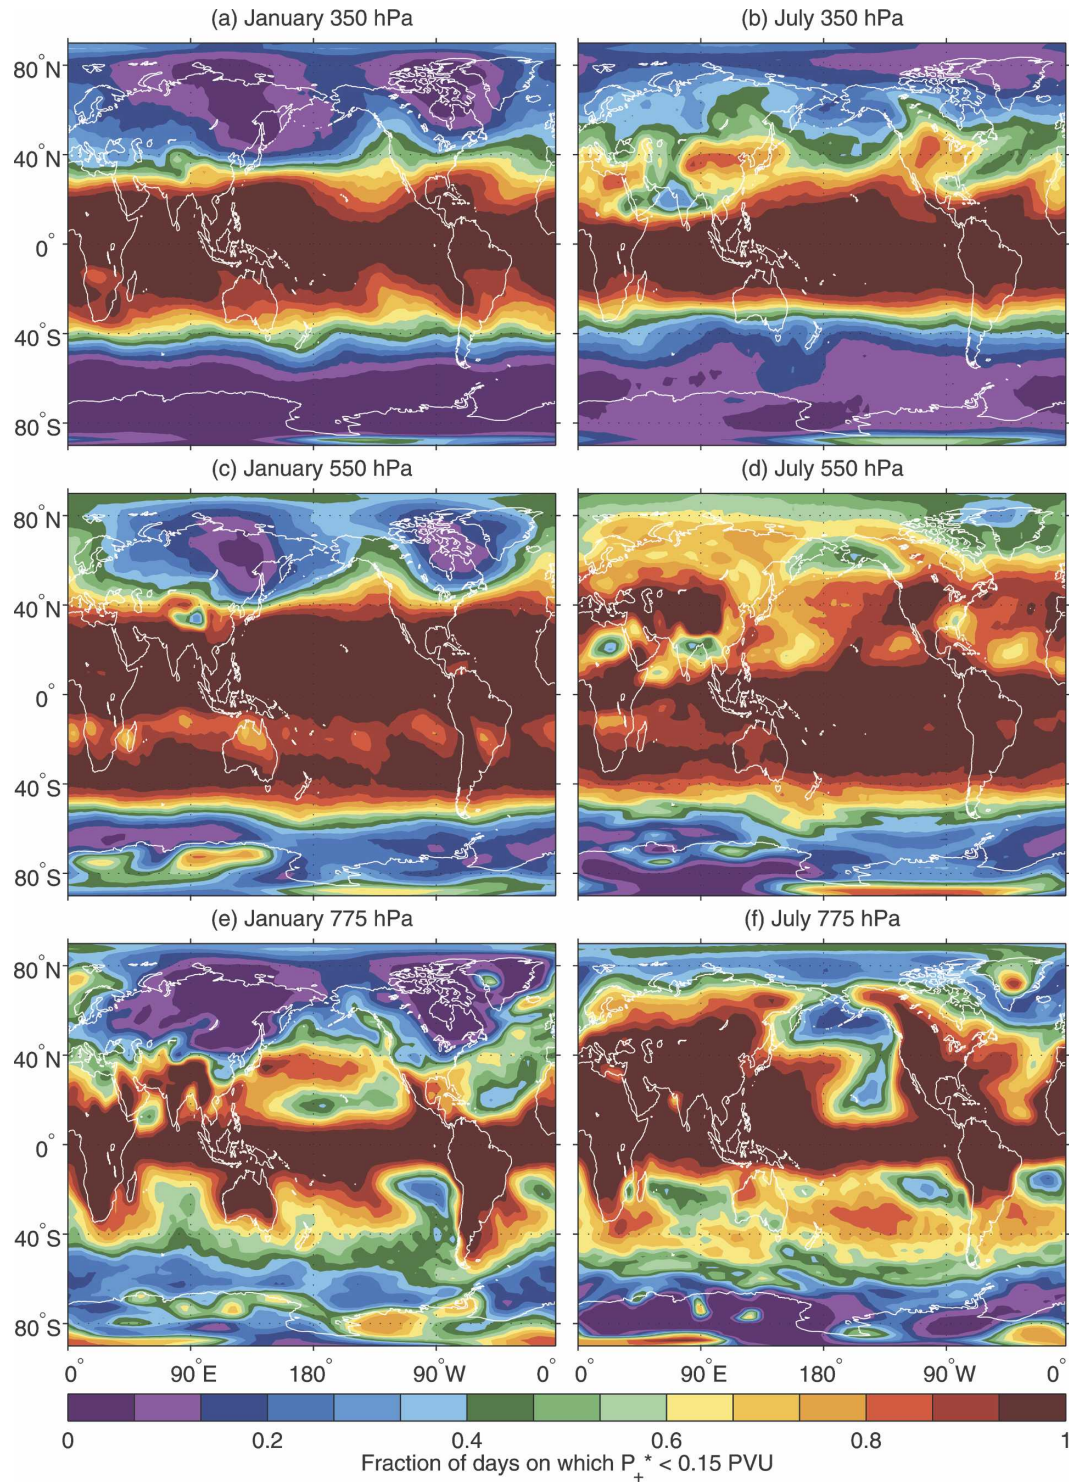 (a) January 350 hPa
(b) July 350 hPa
80°N
40°N
0°
40°S
80°S
(c) January 550 hPa
(d) July 550 hPa
80°N
40°N
0°
40°S
80°S
(e) January 775 hPa
(f) July 775 hPa
80°N
40°N
0°
40°S
80°S
0° 90°E 180° 90°W 0°
0° 90°E 180° 90°W 0°
0 0.2 0.4 0.6 0.8 1
Fraction of days on which P₊* < 0.15 PVU